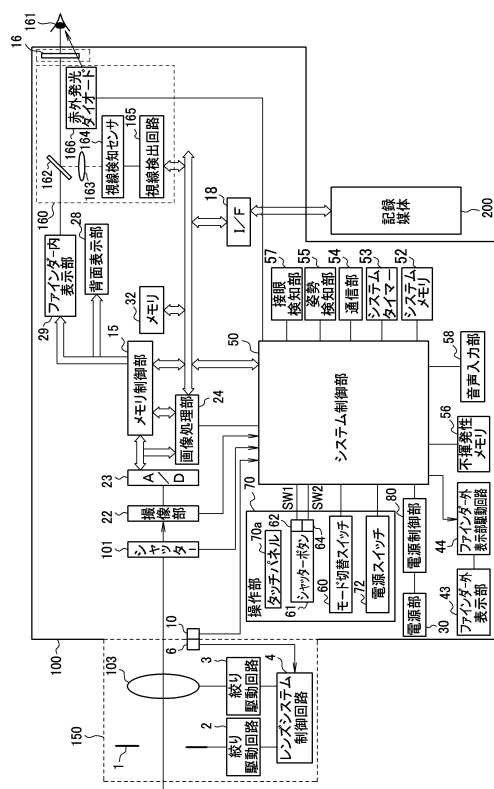 161
16
赤外発光
ダイオード
166
164
視線検知センサ
165
視線検出回路
162
163
160
ファインダー内
表示部
29
28
背面表示部
18
I/F
記録
媒体
200
32
メモリ
15
メモリ制御部
24
画像処理部
23
A/D
22
撮像部
101
シャッター
50
システム制御部
57
接眼
検知部
55
姿勢
検知部
54
通信部
53
システム
タイマー
52
システム
メモリ
58
音声入力部
56
不揮発性
メモリ
70
操作部
70a
タッチパネル
SW1
SW2
62
64
61
シャッターボタン
60
モード切替スイッチ
72
電源スイッチ
80
電源制御部
30
電源部
44
ファインダー外
表示部駆動回路
43
ファインダー外
表示部
100
10
6
150
103
1
2
絞り
駆動回路
3
絞り
駆動回路
4
レンズシステム
制御回路